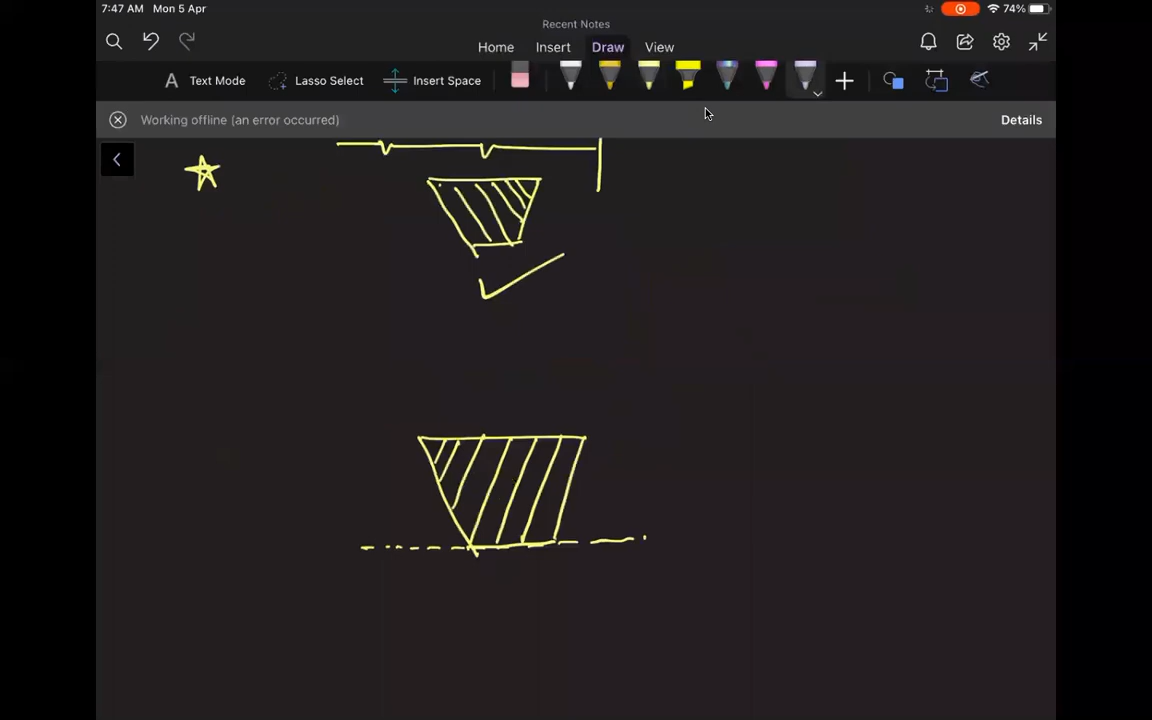 7:47 AM Mon 5 Apr
74%
Recent Notes
Home Insert Draw View
Text Mode Lasso Select Insert Space
Working offline (an error occurred) Details